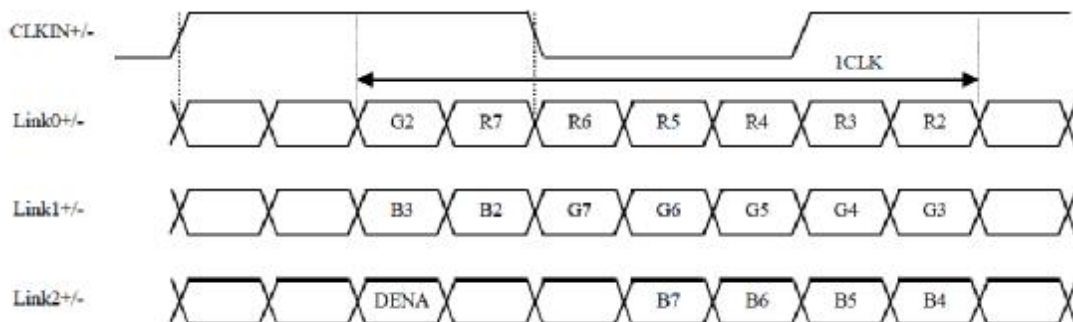 CLKIN+/-
1CLK
Link0+/- G2 R7 R6 R5 R4 R3 R2
Link1+/- B3 B2 G7 G6 G5 G4 G3
Link2+/- DENA B7 B6 B5 B4